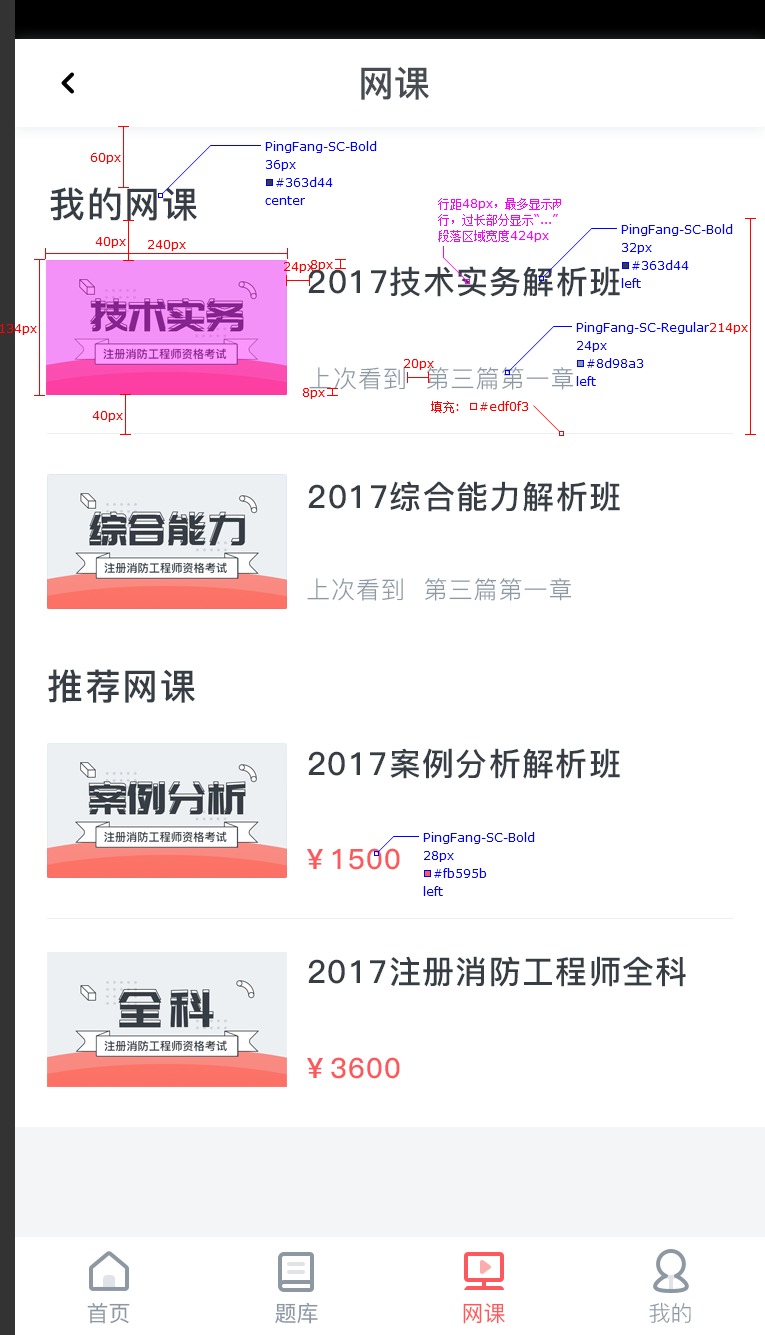 网课
PingFang-SC-Bold
36px
#363d44
center
60px
我的网课
行距48px，最多显示两
行，过长部分显示“...”
段落区域宽度424px
PingFang-SC-Bold
32px
#363d44
left
40px
240px
24px
8px
2017技术实务解析班
技术实务
注册消防工程师资格考试
134px
PingFang-SC-Regular
24px
#8d98a3
left
214px
20px
上次看到 第三篇第一章
8px
填充：#edf0f3
40px
2017综合能力解析班
综合能力
注册消防工程师资格考试
上次看到 第三篇第一章
推荐网课
2017案例分析解析班
案例分析
注册消防工程师资格考试
PingFang-SC-Bold
28px
#fb595b
left
¥1500
2017注册消防工程师全科
全科
注册消防工程师资格考试
¥3600
首页
题库
网课
我的